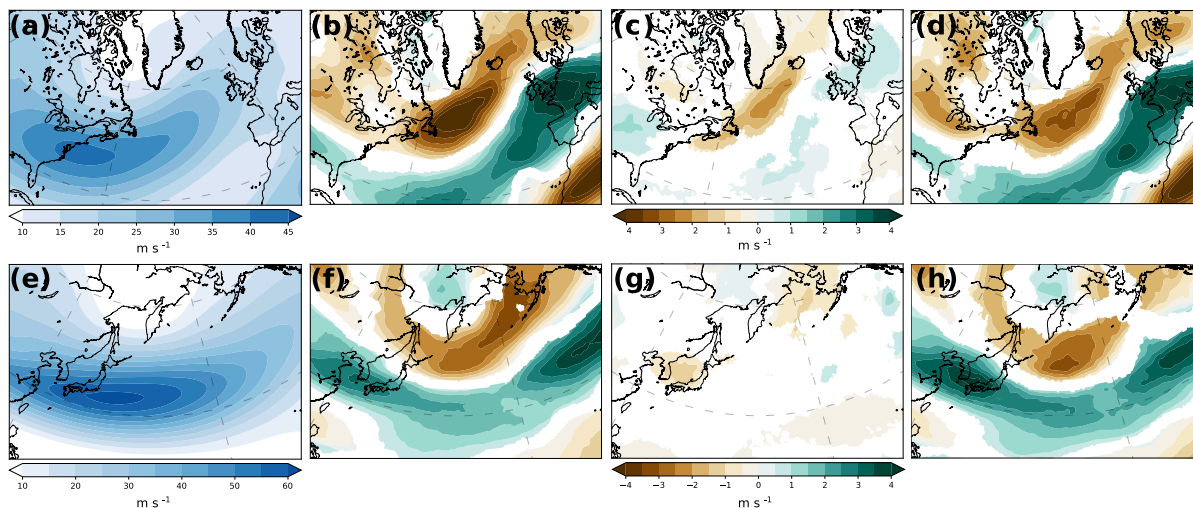 (a) (b) (c) (d)
10 15 20 25 30 35 40 45
m s⁻¹
4 3 2 1 0 1 2 3 4
m s⁻¹
(e) (f) (g) (h)
10 20 30 40 50 60
m s⁻¹
−4 −3 −2 −1 0 1 2 3 4
m s⁻¹